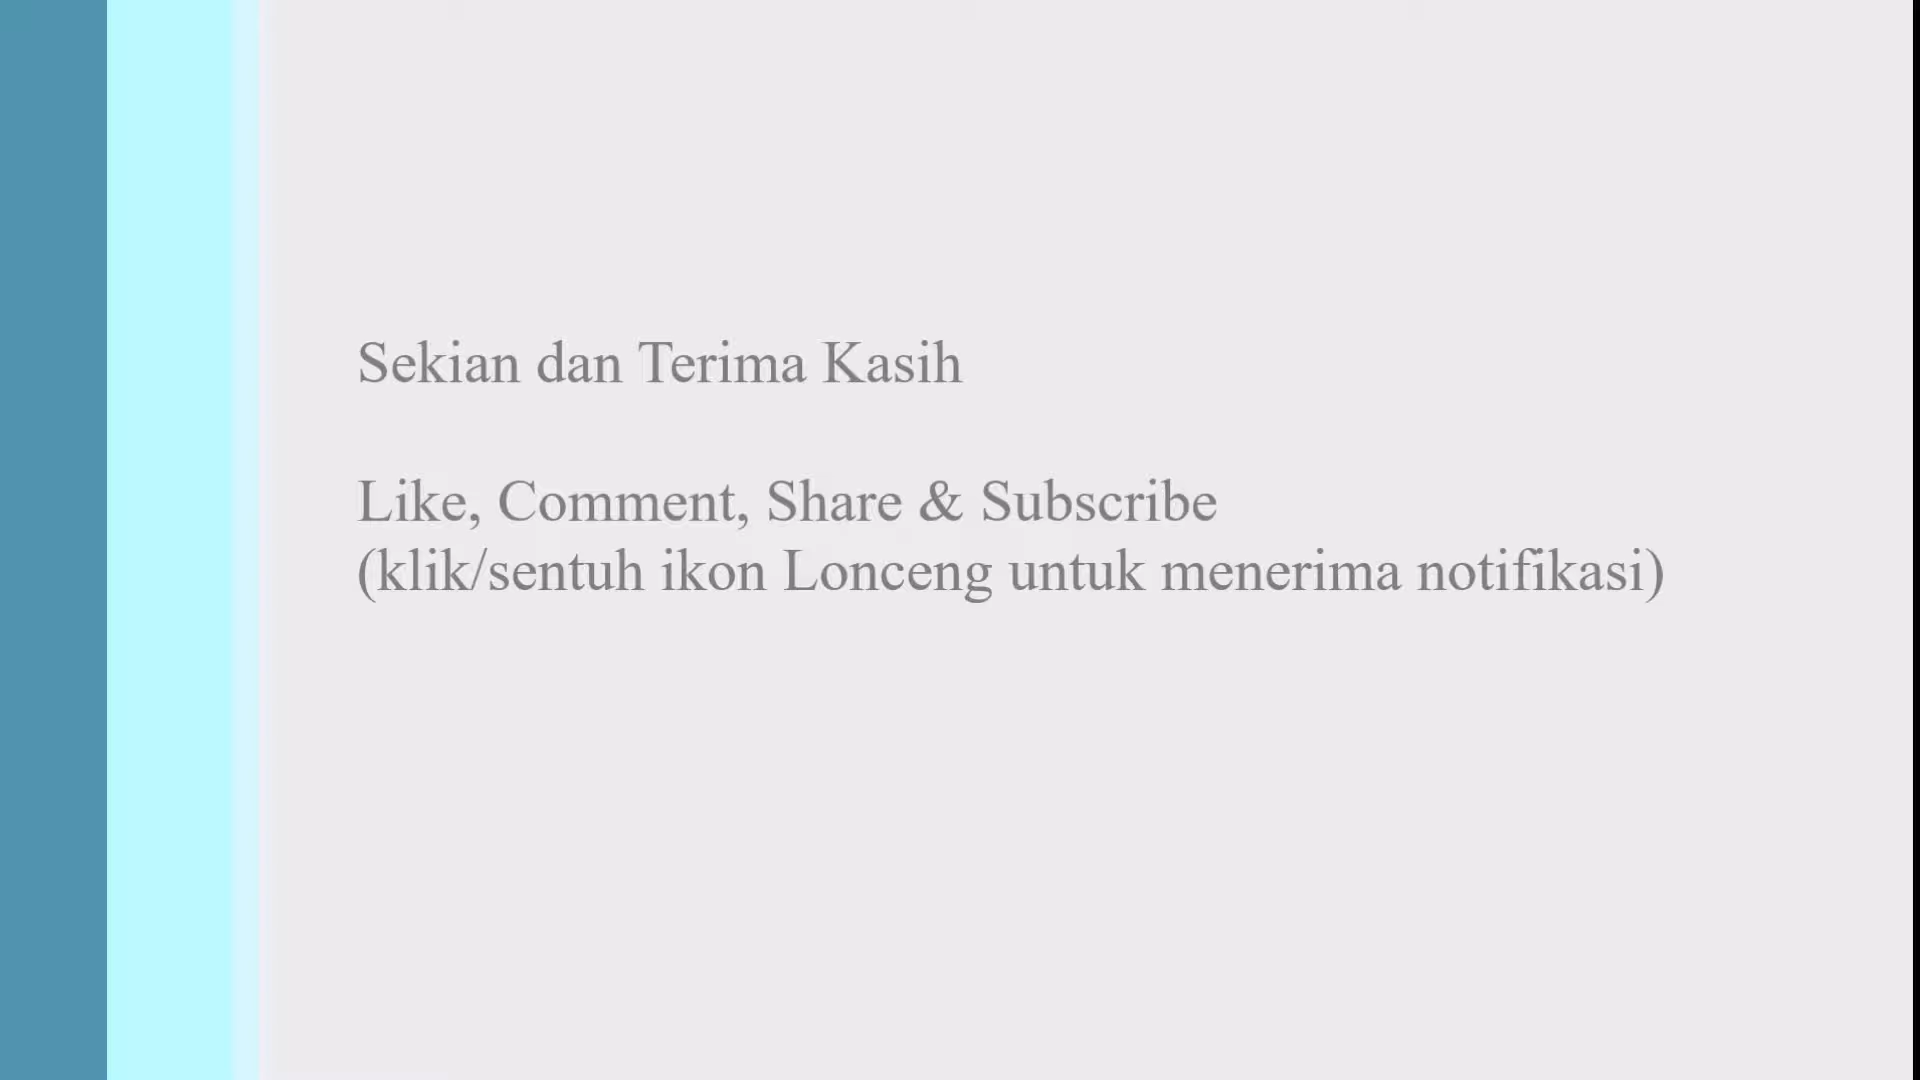 Sekian dan Terima Kasih
Like, Comment, Share & Subscribe
(klik/sentuh ikon Lonceng untuk menerima notifikasi)